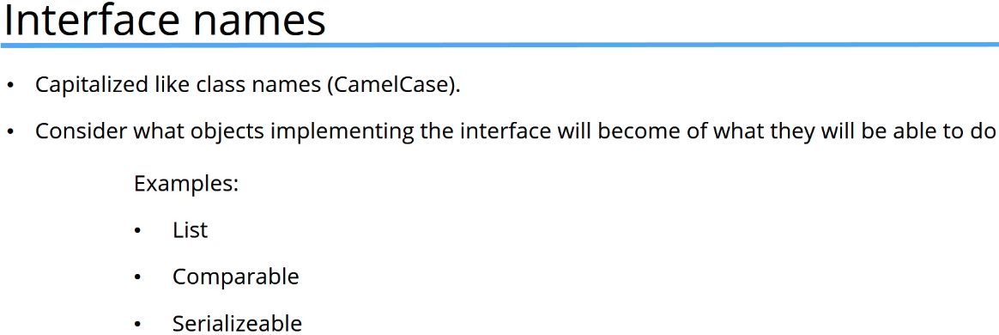 Interface names
• Capitalized like class names (CamelCase).
• Consider what objects implementing the interface will become of what they will be able to do
Examples:
• List
• Comparable
• Serializeable